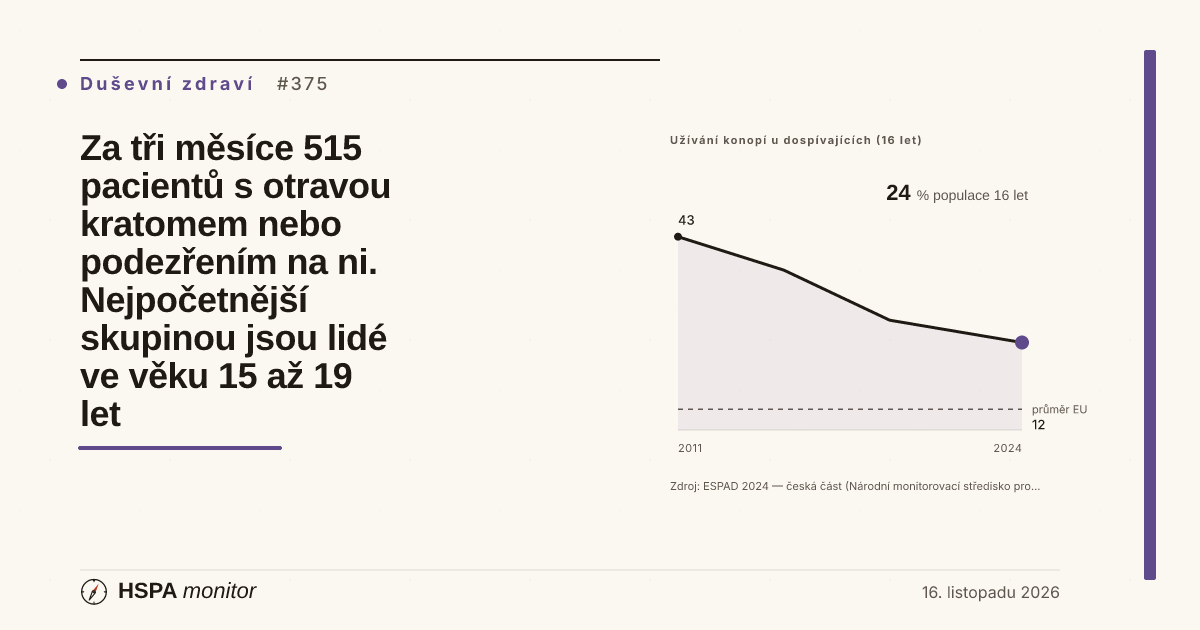 Duševní zdraví #375
Za tři měsíce 515
pacientů s otravou
kratomem nebo
podezřením na ni.
Nejpočetnější
skupinou jsou lidé
ve věku 15 až 19
let
Užívání konopí u dospívajících (16 let)
24 % populace 16 let
43
průměr EU
12
2011 2024
Zdroj: ESPAD 2024 — česká část (Národní monitorovací středisko pro…
HSPA monitor
16. listopadu 2026